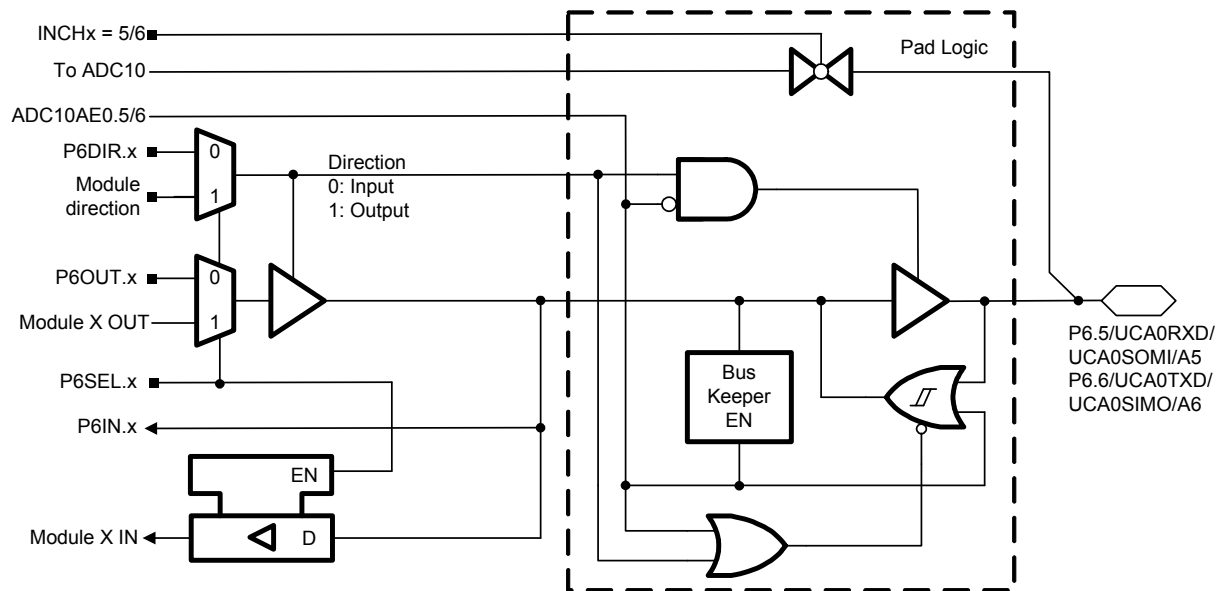 INCHx = 5/6
Pad Logic
To ADC10
ADC10AE0.5/6
P6DIR.x
0
Module
direction
1
Direction
0: Input
1: Output
P6OUT.x
0
Module X OUT
1
P6SEL.x
P6IN.x
Bus
Keeper
EN
P6.5/UCA0RXD/
UCA0SOMI/A5
P6.6/UCA0TXD/
UCA0SIMO/A6
EN
Module X IN
D